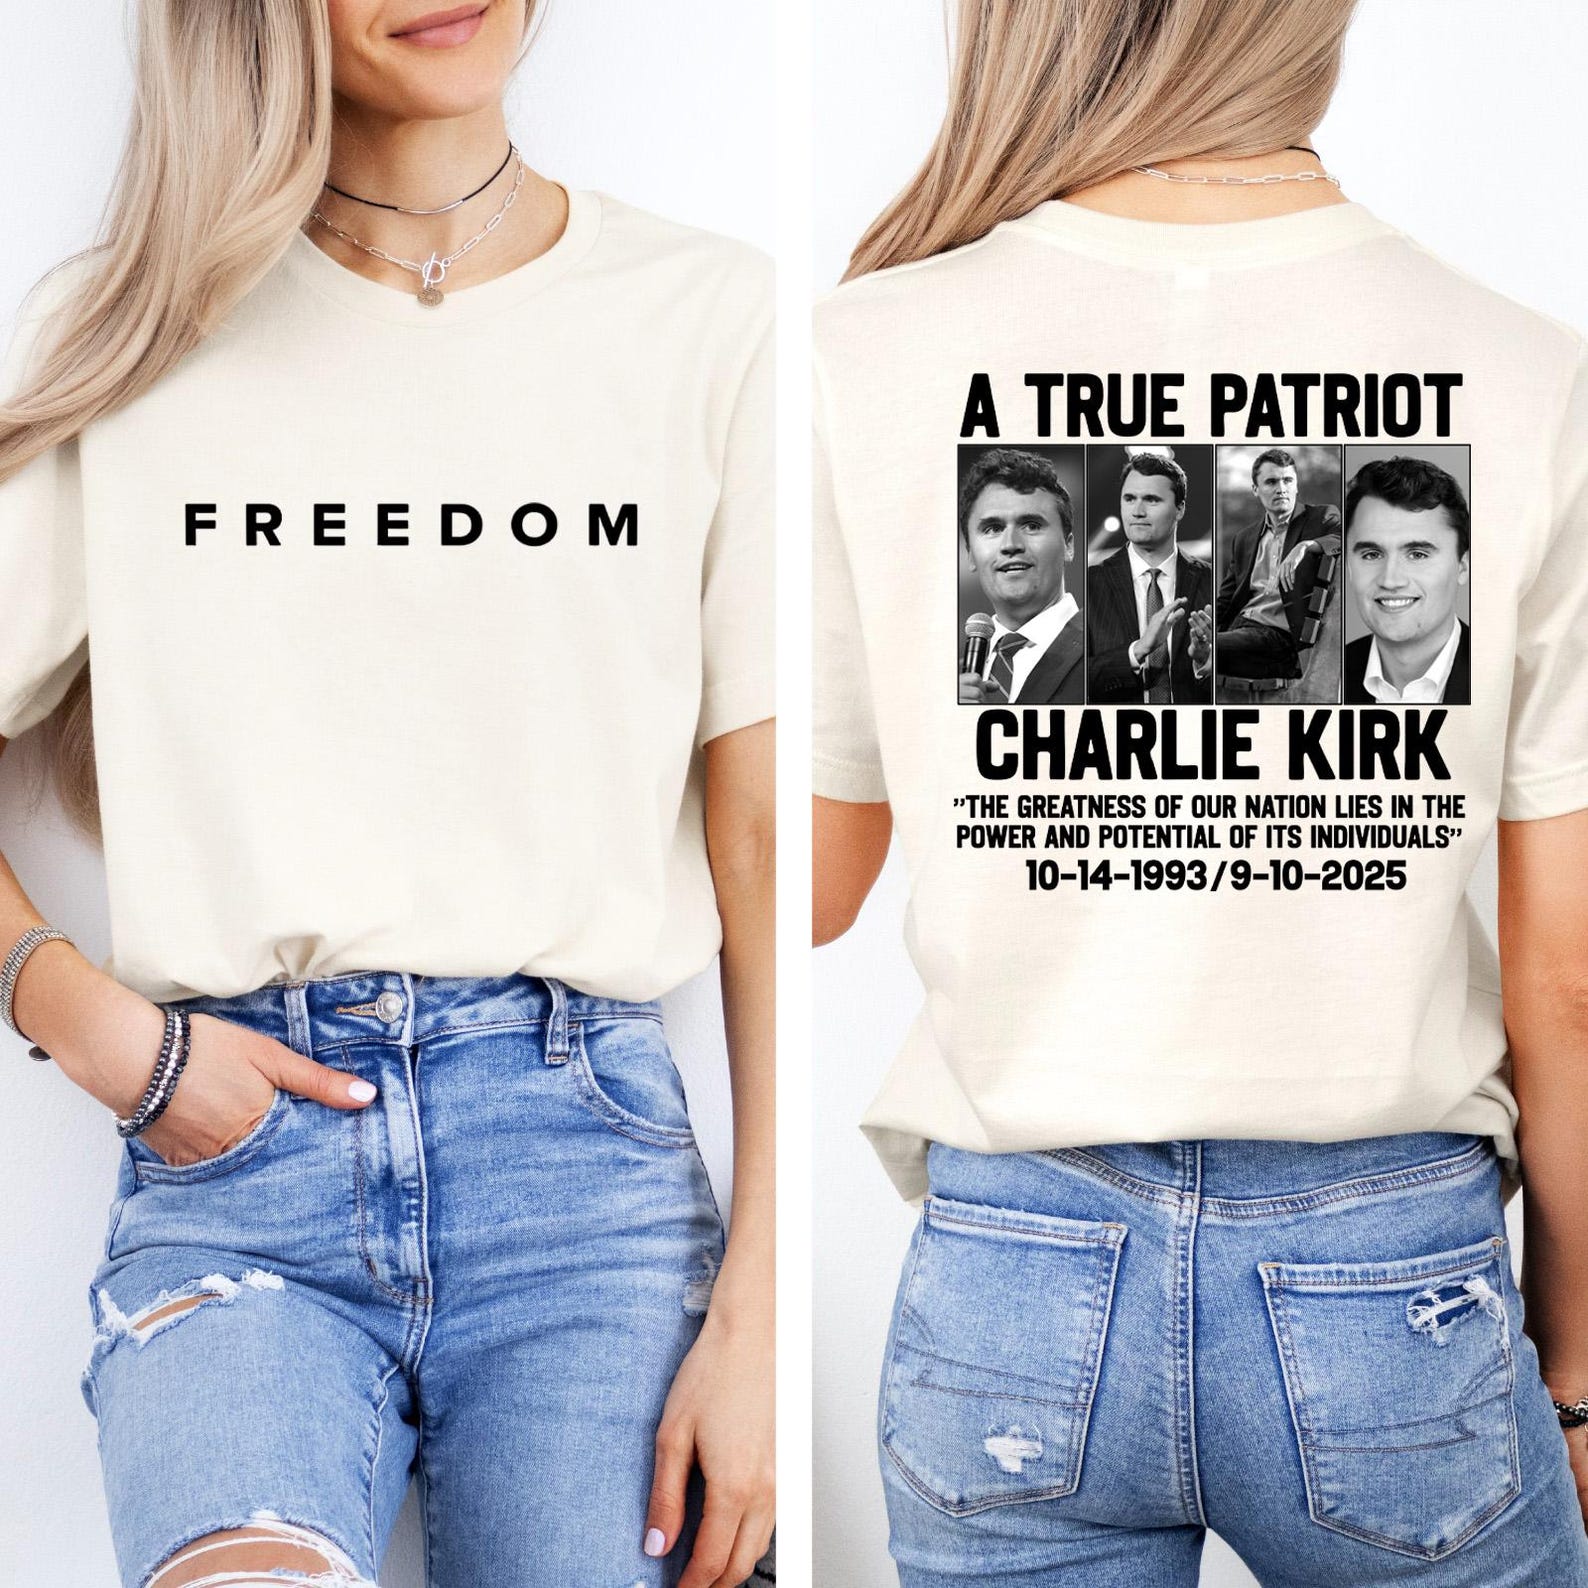 FREEDOM
A TRUE PATRIOT
CHARLIE KIRK
”THE GREATNESS OF OUR NATION LIES IN THE
POWER AND POTENTIAL OF ITS INDIVIDUALS”
10-14-1993/9-10-2025